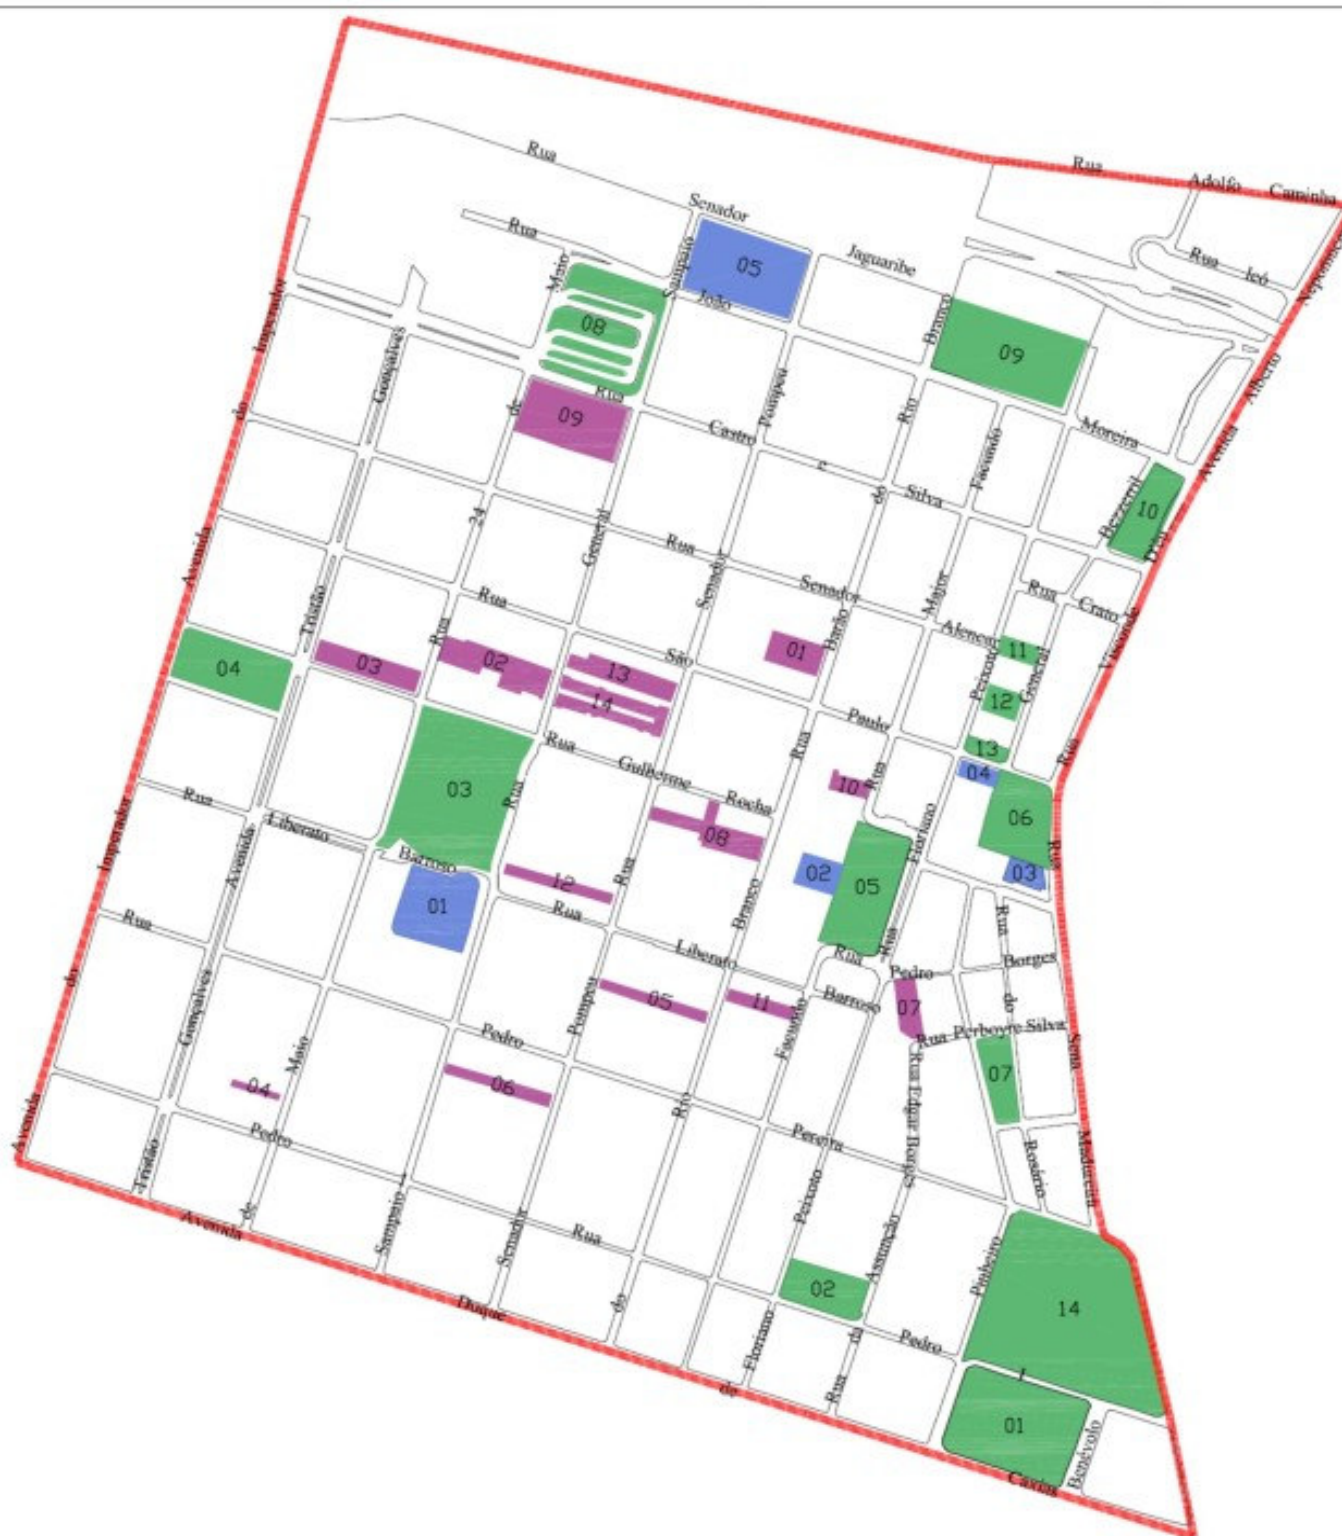 Rua
Rua
Adolfo
Caminha
Senador
Rua
Jaguaribe
Rua
Icó
Maio
Sampaio
05
João
Imperador
08
Branco
09
Alberto
Gonçalves
Rua
Pompeu
do
de
09
Castro
e
Rio
Moreira
Facundo
Avenida
do
Silva
Bezerril
10
24
General
Rua
Avenida
Senador
Senador
Major
Rua
Crato
Visconde
Tristão
Rua
Rua
Barão
Alencar
11
General
04
03
02
São
01
Peixoto
13
12
14
Paulo
Rua
Rua
13
Rua
Gulherme
Rocha
Rua
04
03
Rua
10
06
Rua
Liberato
08
Floriano
Imperador
Avenida
Barroso
12
Rua
02
05
03
Rua
01
Branco
Rua
Rua
Rua
Liberato
Rua
Rua
Borges
Pedro
do
Gonçalves
05
11
Barroso
07
do
Pompeu
Facundo
Rua
Perboyre
Silva
Pedro
Maio
Sena
04
06
07
Rua Edgar Borges
Rio
Avenida
Pedro
Pereira
Tristão
Rosário
Madureira
Avenida
de
Sampaio
Senador
Rua
Peixoto
Assunção
Pinheiro
02
14
Duque
do
Floriano
da
Pedro
I
de
Rua
01
Benévolo
Caxias